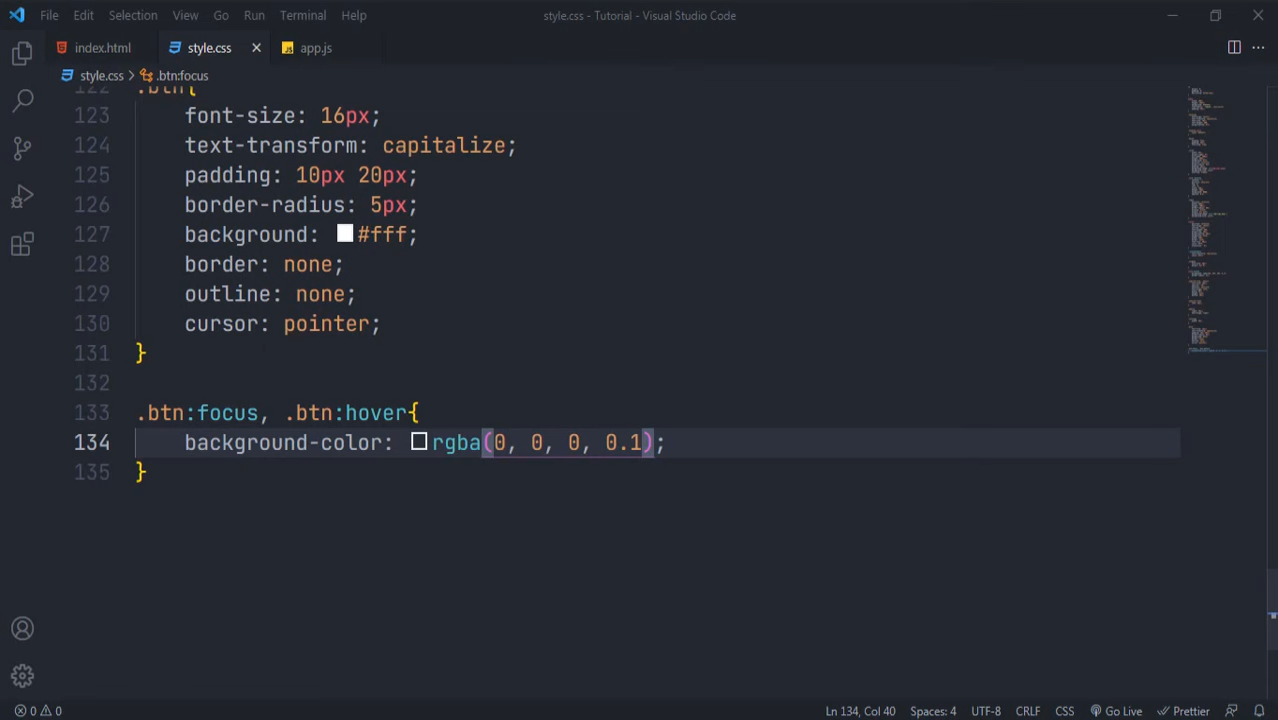 File Edit Selection View Go Run Terminal Help style.css - Tutorial - Visual Studio Code
index.html style.css app.js
style.css > .btn:focus
122 .btn{
123 font-size: 16px;
124 text-transform: capitalize;
125 padding: 10px 20px;
126 border-radius: 5px;
127 background: #fff;
128 border: none;
129 outline: none;
130 cursor: pointer;
131 }
132
133 .btn:focus, .btn:hover{
134 background-color: rgba(0, 0, 0, 0.1);
135 }
0 0 Ln 134, Col 40 Spaces: 4 UTF-8 CRLF CSS Go Live Prettier